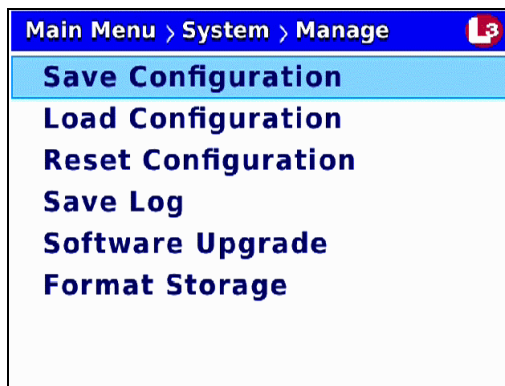 Main Menu > System > Manage L3
Save Configuration
Load Configuration
Reset Configuration
Save Log
Software Upgrade
Format Storage